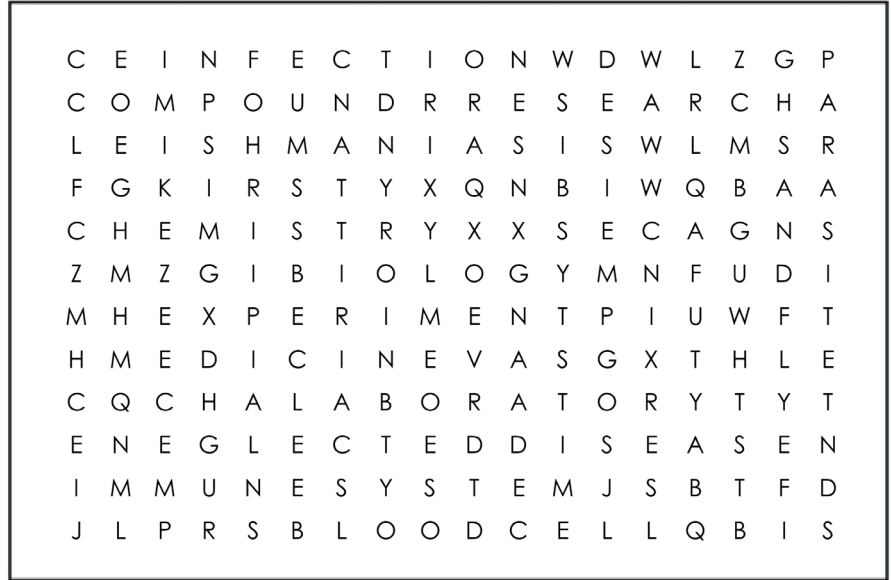 C E I N F E C T I O N W D W L Z G P
C O M P O U N D R R E S E A R C H A
L E I S H M A N I A S I S W L M S R
F G K I R S T Y X Q N B I W Q B A A
C H E M I S T R Y X X S E C A G N S
Z M Z G I B I O L O G Y M N F U D I
M H E X P E R I M E N T P I U W F T
H M E D I C I N E V A S G X T H L E
C Q C H A L A B O R A T O R Y T Y T
E N E G L E C T E D D I S E A S E N
I M M U N E S Y S T E M J S B T F D
J L P R S B L O O D C E L L Q B I S